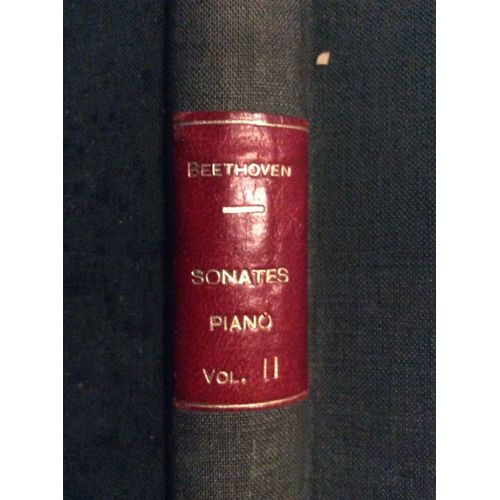 BEETHOVEN
SONATES
PIANO
VOL. II